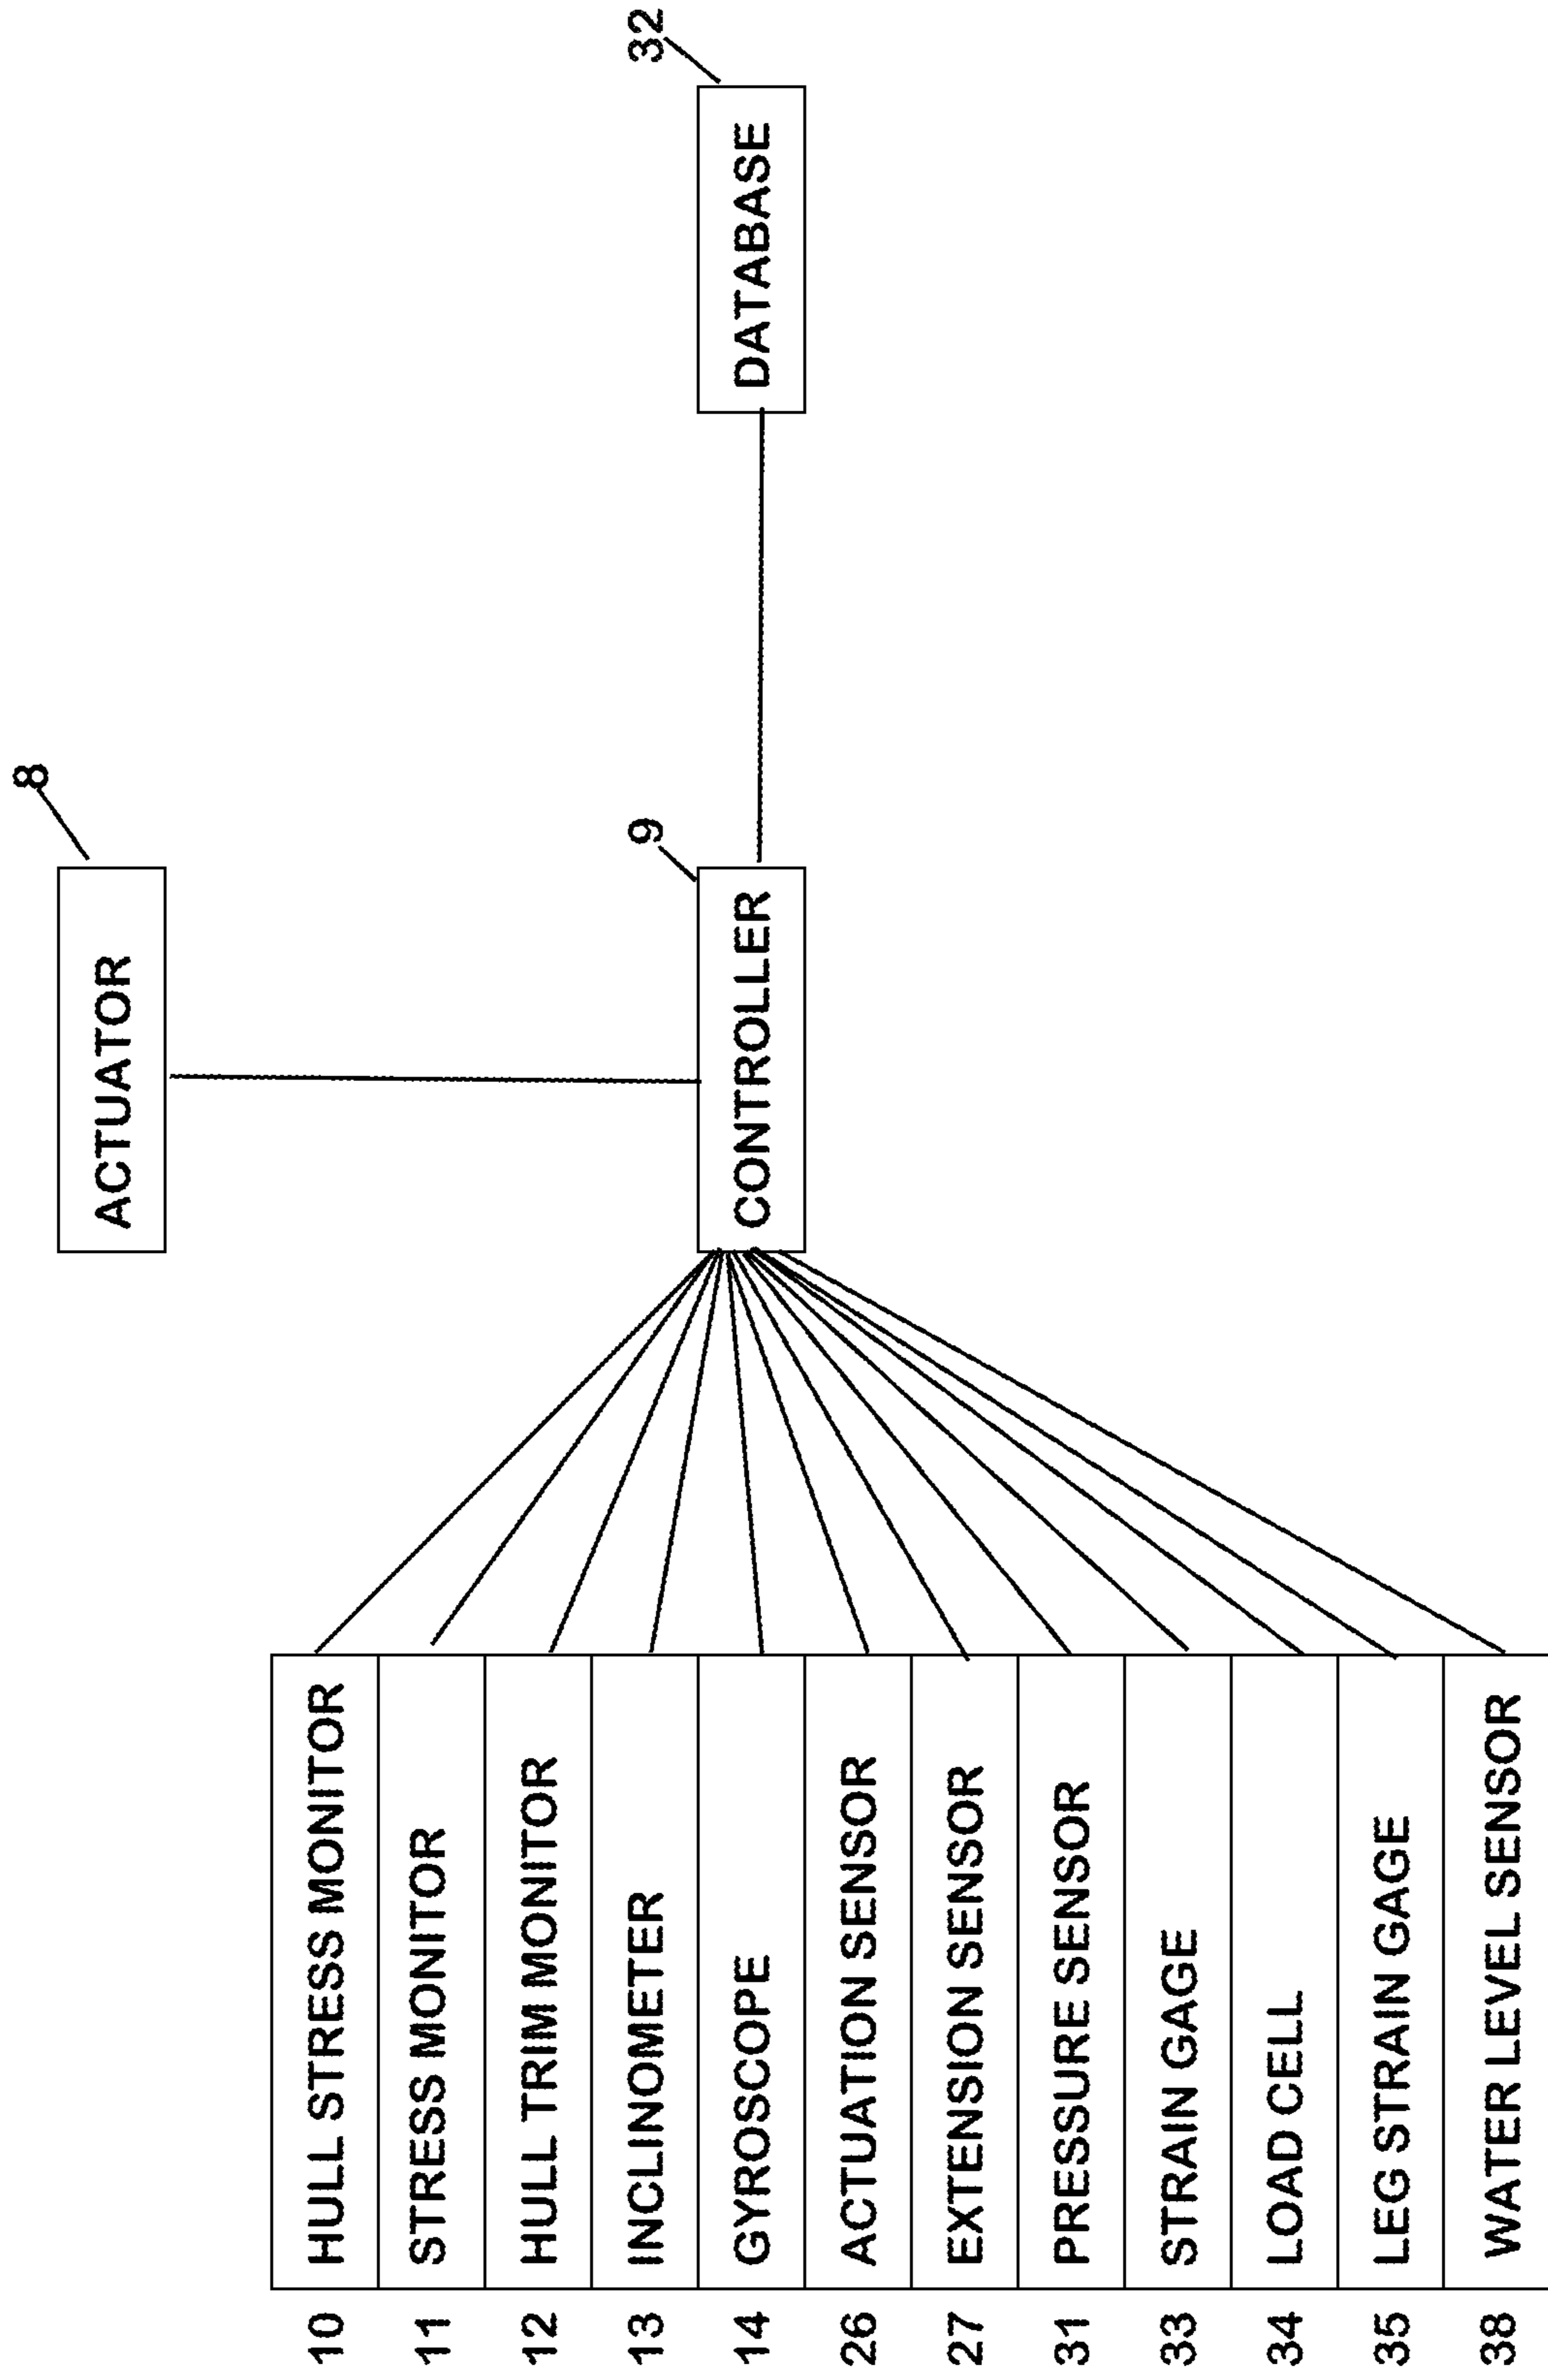 8
ACTUATOR
10 HULL STRESS MONITOR
11 STRESS MONITOR
12 HULL TRIM MONITOR
13 INCLINOMETER
9
32
14 GYROSCOPE
CONTROLLER
DATABASE
26 ACTUATION SENSOR
27 EXTENSION SENSOR
31 PRESSURE SENSOR
33 STRAIN GAGE
34 LOAD CELL
35 LEG STRAIN GAGE
38 WATER LEVEL SENSOR